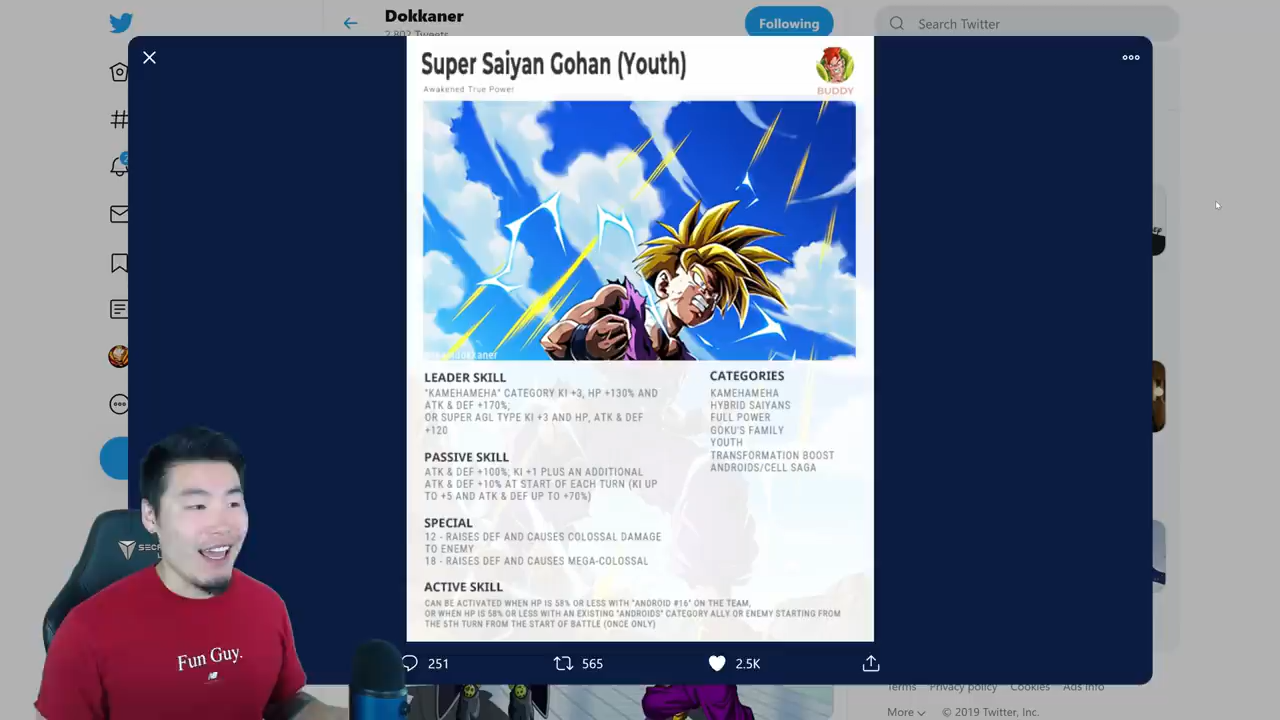 Dokkaner
2,802 Tweets
Following
Search Twitter
Super Saiyan Gohan (Youth)
Awakened True Power
BUDDY
LEADER SKILL
"KAMEHAMEHA" CATEGORY KI +3, HP +130% AND
ATK & DEF +170%;
OR SUPER AGL TYPE KI +3 AND HP, ATK & DEF
+120
PASSIVE SKILL
ATK & DEF +100%; KI +1 PLUS AN ADDITIONAL
ATK & DEF +10% AT START OF EACH TURN (KI UP
TO +5 AND ATK & DEF UP TO +70%)
SPECIAL
12 - RAISES DEF AND CAUSES COLOSSAL DAMAGE
TO ENEMY
18 - RAISES DEF AND CAUSES MEGA-COLOSSAL
ACTIVE SKILL
CAN BE ACTIVATED WHEN HP IS 58% OR LESS WITH "ANDROID #16" ON THE TEAM,
OR WHEN HP IS 58% OR LESS WITH AN EXISTING "ANDROIDS" CATEGORY ALLY OR ENEMY STARTING FROM
THE 5TH TURN FROM THE START OF BATTLE (ONCE ONLY)
CATEGORIES
KAMEHAMEHA
HYBRID SAIYANS
FULL POWER
GOKU'S FAMILY
YOUTH
TRANSFORMATION BOOST
ANDROIDS/CELL SAGA
251
565
2.5K
Fun Guy.
Terms Privacy policy Cookies Ads info
More © 2019 Twitter, Inc.